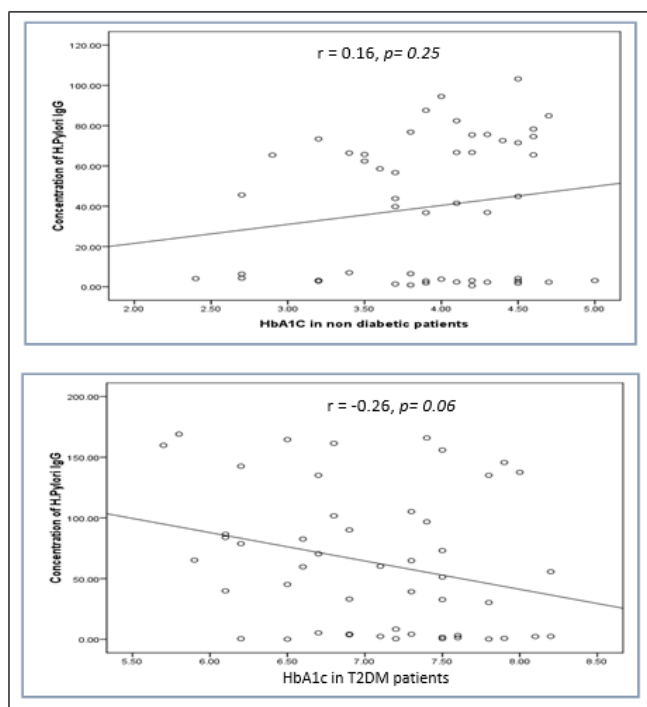 r = 0.16, p= 0.25
Concentration of H.Pylori IgG
120.00
100.00
80.00
60.00
40.00
20.00
0.00
2.00 2.50 3.00 3.50 4.00 4.50 5.00
HbA1C in non diabetic patients
r = -0.26, p= 0.06
Concentration of H.Pylori IgG
200.00
150.00
100.00
50.00
0.00
5.50 6.00 6.50 7.00 7.50 8.00 8.50
HbA1c in T2DM patients